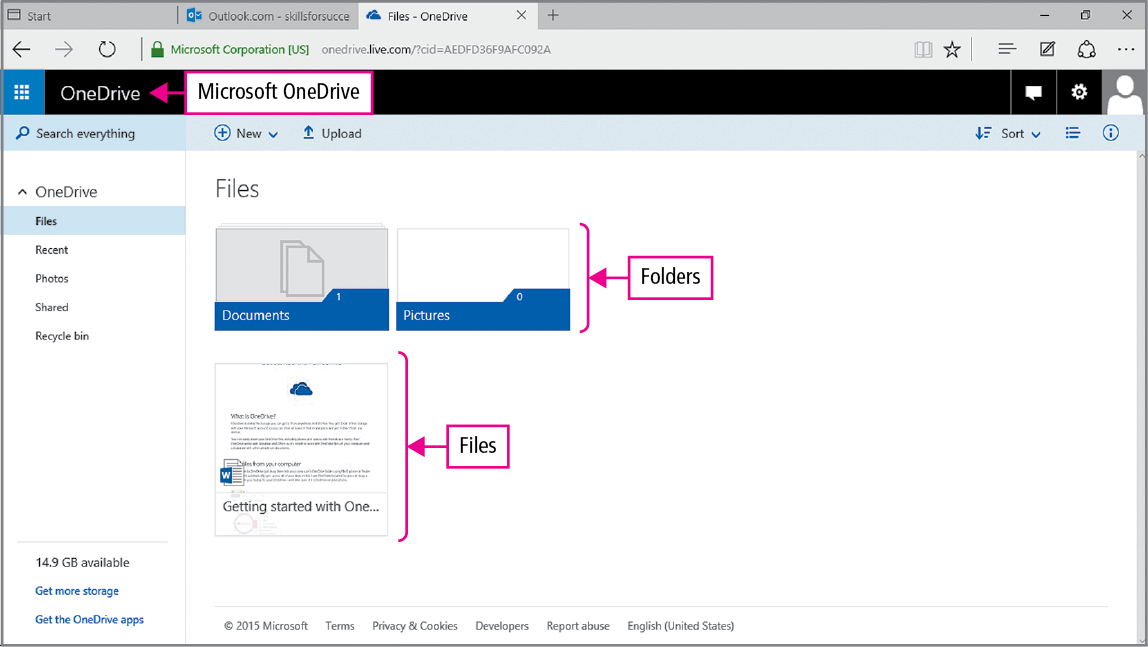 Start
Outlook.com - skillsforsucce
Files - OneDrive
Microsoft Corporation [US]
onedrive.live.com/?cid=AEDFD36F9AFC092A
OneDrive
Microsoft OneDrive
Search everything
New
Upload
Sort
OneDrive
Files
Recent
Photos
Shared
Recycle bin
Files
1
Documents
0
Pictures
Folders
What is OneDrive?
files from your computer
W
Getting started with One...
Files
14.9 GB available
Get more storage
Get the OneDrive apps
© 2015 Microsoft
Terms
Privacy & Cookies
Developers
Report abuse
English (United States)